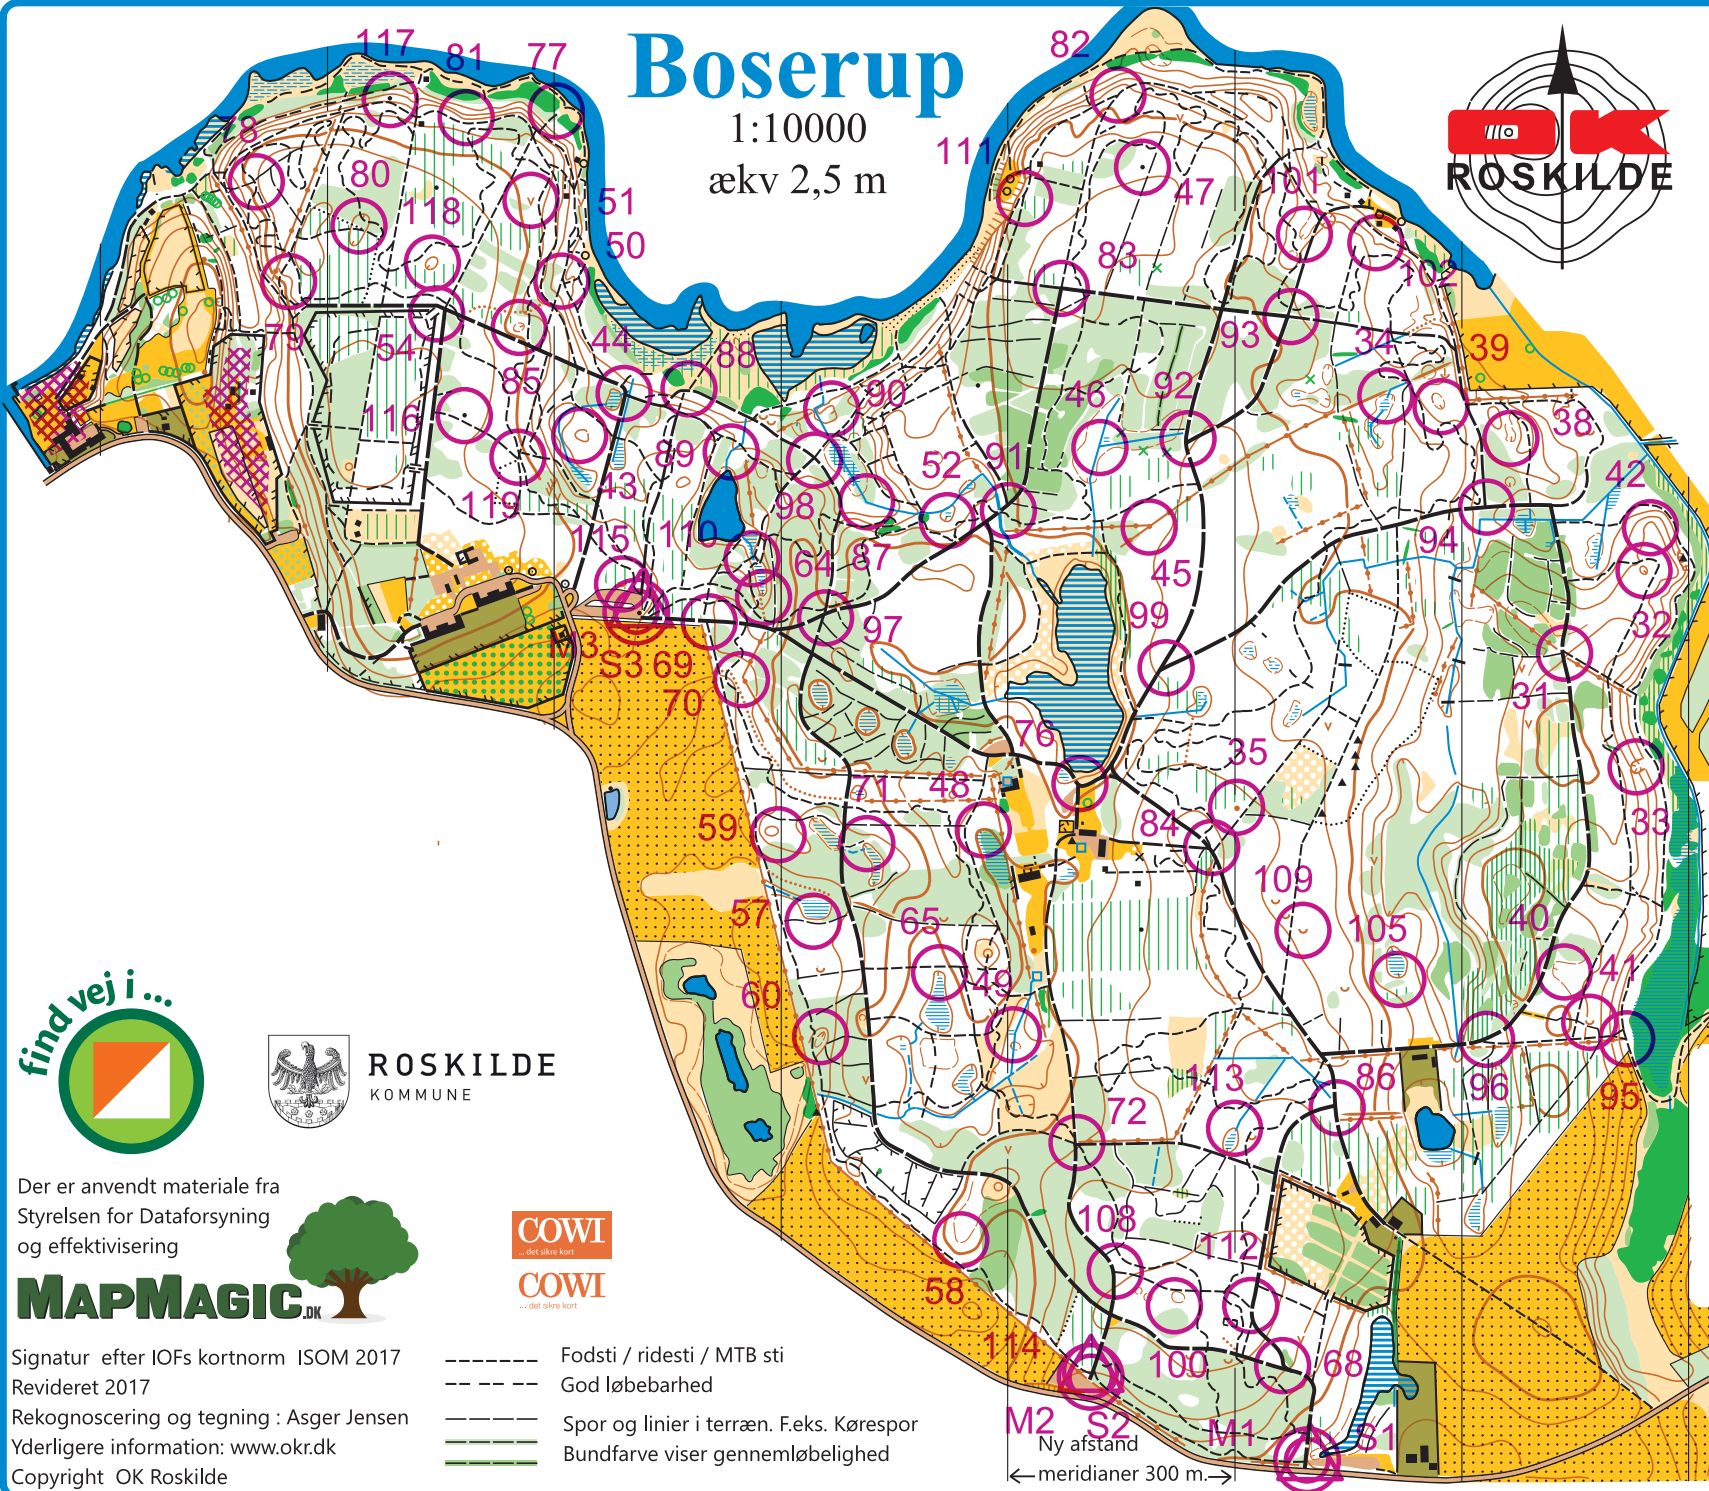 Boserup
1:10000
ækv 2,5 m
OK
ROSKILDE
117
81
77
82
78
80
118
51
50
111
47
101
102
83
79
54
44
88
93
34
39
85
116
90
46
92
38
119
43
89
98
52
91
42
115
110
64
87
45
94
99
97
32
M3
S3
69
70
31
76
35
71
48
59
84
33
109
57
65
105
40
60
49
41
113
86
96
95
72
108
112
58
114
100
68
M2
S2
M1
S1
find vej i ...
ROSKILDE
KOMMUNE
Der er anvendt materiale fra
Styrelsen for Dataforsyning
og effektivisering
MAPMAGIC.DK
COWI
... det sikre kort
COWI
... det sikre kort
Signatur efter IOFs kortnorm ISOM 2017
Revideret 2017
Rekognoscering og tegning : Asger Jensen
Yderligere information: www.okr.dk
Copyright OK Roskilde
Fodsti / ridesti / MTB sti
God løbebarhed
Spor og linier i terræn. F.eks. Kørespor
Bundfarve viser gennemløbelighed
Ny afstand
meridianer 300 m.